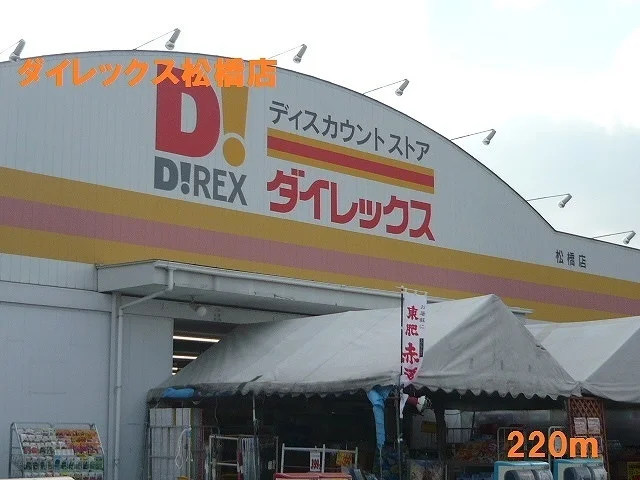 ダイレックス松橋店
D!
D!REX
ディスカウントストア
ダイレックス
松橋店
東肥
赤
220m